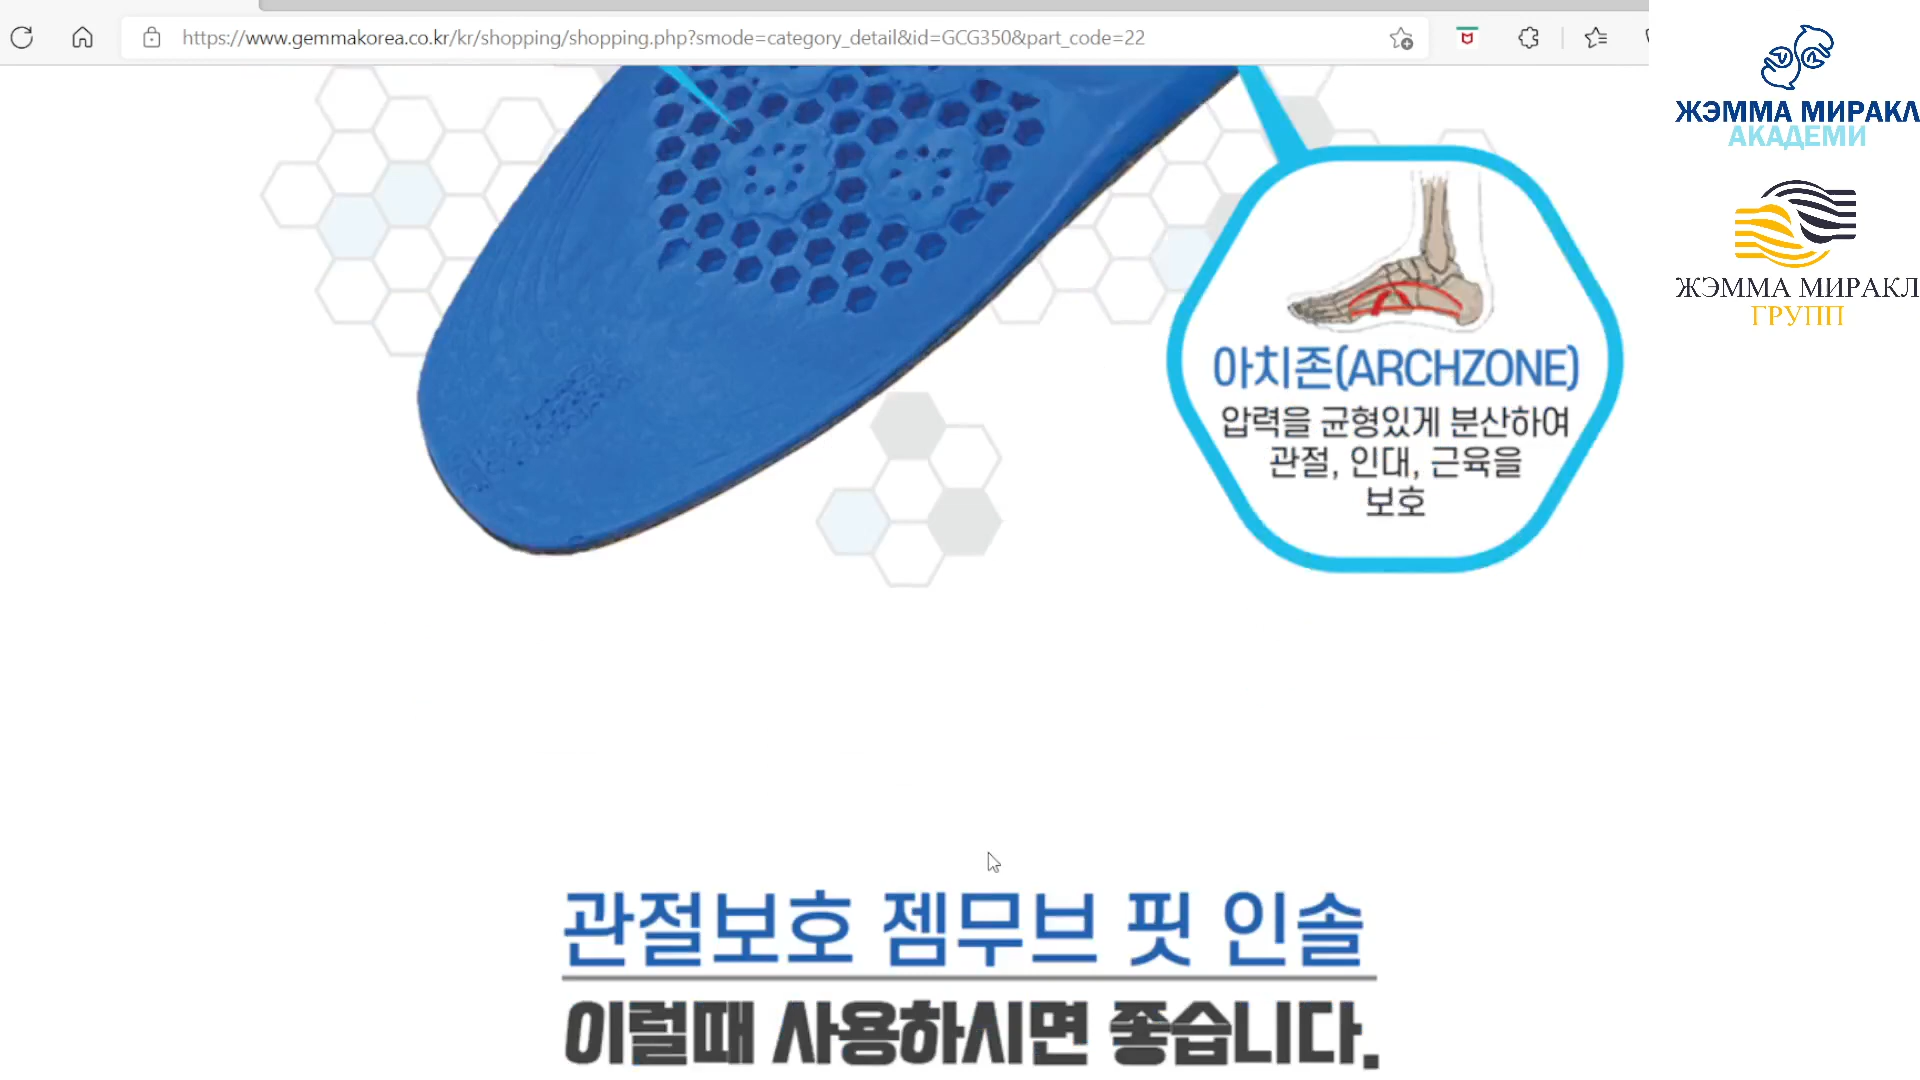 https://www.gemmakorea.co.kr/kr/shopping/shopping.php?smode=category_detail&id=GCG350&part_code=22
ЖЭММА МИРАКЛ
АКАДЕМИ
ЖЭММА МИРАКЛ
ГРУПП
아치존(ARCHZONE)
압력을 균형있게 분산하여
관절, 인대, 근육을
보호
관절보호 젬무브 핏 인솔
이럴때 사용하시면 좋습니다.